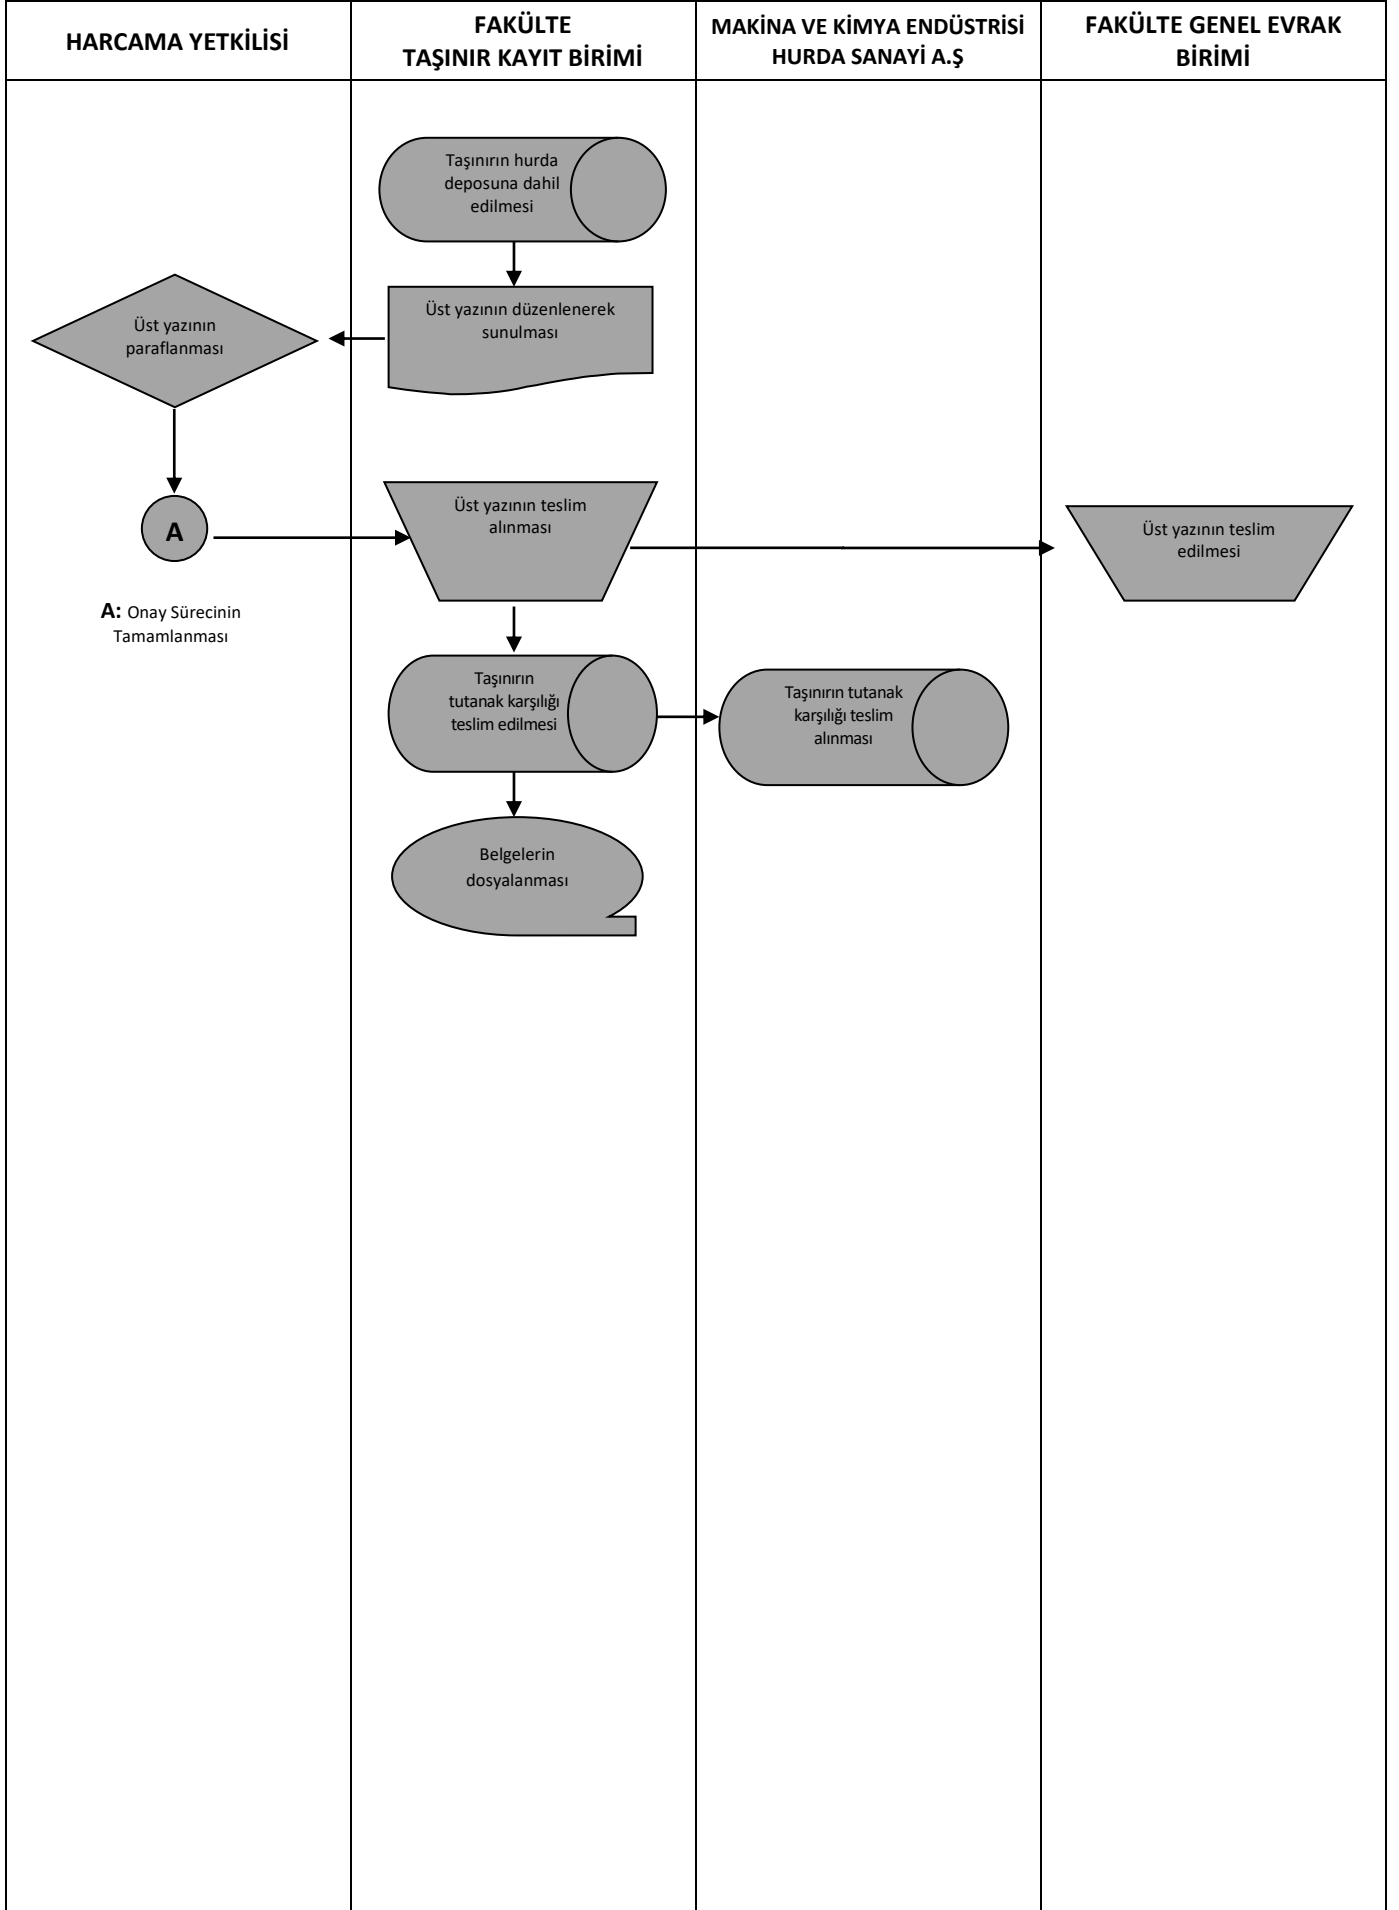 HARCAMA YETKİLİSİ
FAKÜLTE
TAŞINIR KAYIT BİRİMİ
MAKİNA VE KİMYA ENDÜSTRİSİ
HURDA SANAYİ A.Ş
FAKÜLTE GENEL EVRAK
BİRİMİ
Taşınırın hurda
deposuna dahil
edilmesi
Üst yazının düzenlenerek
sunulması
Üst yazının
paraflanması
A
Üst yazının teslim
alınması
Üst yazının teslim
edilmesi
A: Onay Sürecinin
Tamamlanması
Taşınırın
tutanak karşılığı
teslim edilmesi
Taşınırın tutanak
karşılığı teslim
alınması
Belgelerin
dosyalanması